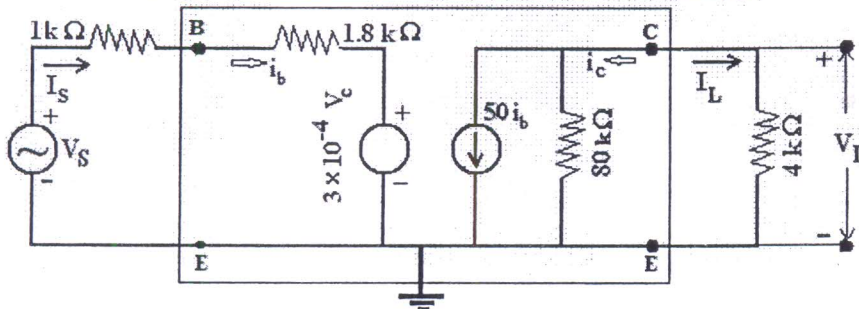 1k Ω
B
1.8 k Ω
C
I_S
i_b
i_c
I_L
+
V_S
-
3 × 10^-4 V_c
+
-
50 i_b
80 kΩ
4 kΩ
+
V_L
-
E
E